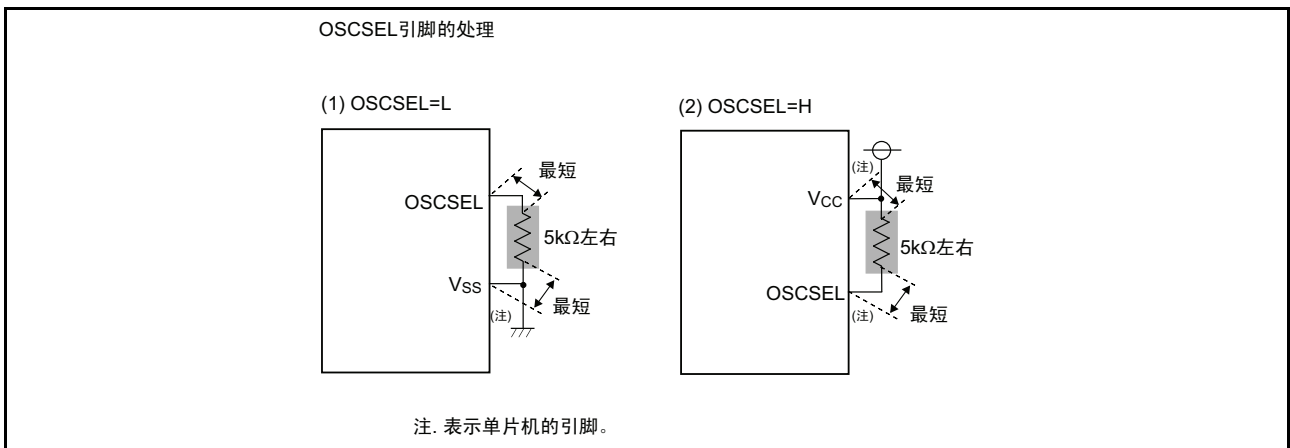 OSCSEL引脚的处理
(1) OSCSEL=L
最短
OSCSEL
5kΩ左右
VSS
(注)
最短
(2) OSCSEL=H
(注)
最短
VCC
5kΩ左右
OSCSEL
(注)
最短
注. 表示单片机的引脚。